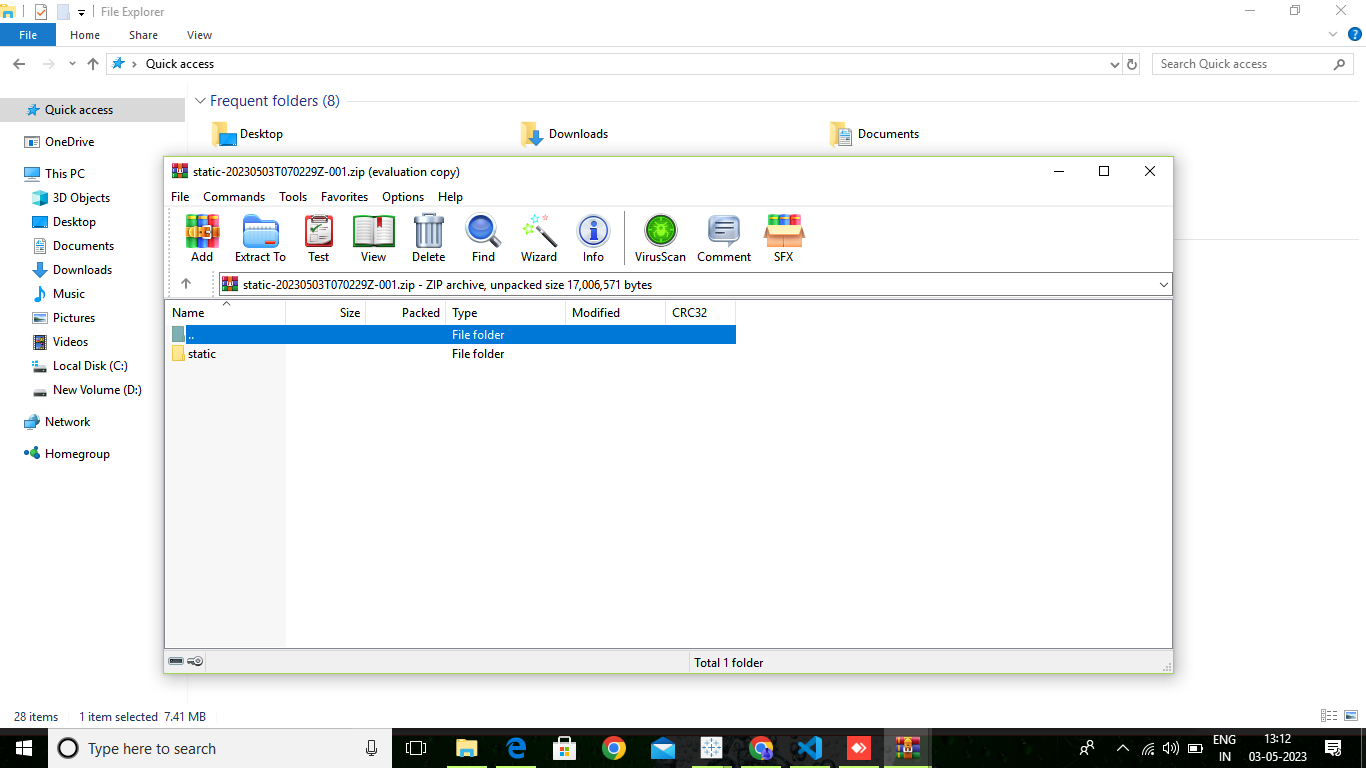 File Explorer
File Home Share View
Quick access Search Quick access
Quick access
OneDrive
This PC
3D Objects
Desktop
Documents
Downloads
Music
Pictures
Videos
Local Disk (C:)
New Volume (D:)
Network
Homegroup
Frequent folders (8)
Desktop Downloads Documents
static-20230503T070229Z-001.zip (evaluation copy)
File Commands Tools Favorites Options Help
Add Extract To Test View Delete Find Wizard Info VirusScan Comment SFX
static-20230503T070229Z-001.zip - ZIP archive, unpacked size 17,006,571 bytes
Name Size Packed Type Modified CRC32
.. File folder
static File folder
Total 1 folder
28 items 1 item selected 7.41 MB
Type here to search
ENG
IN
13:12
03-05-2023